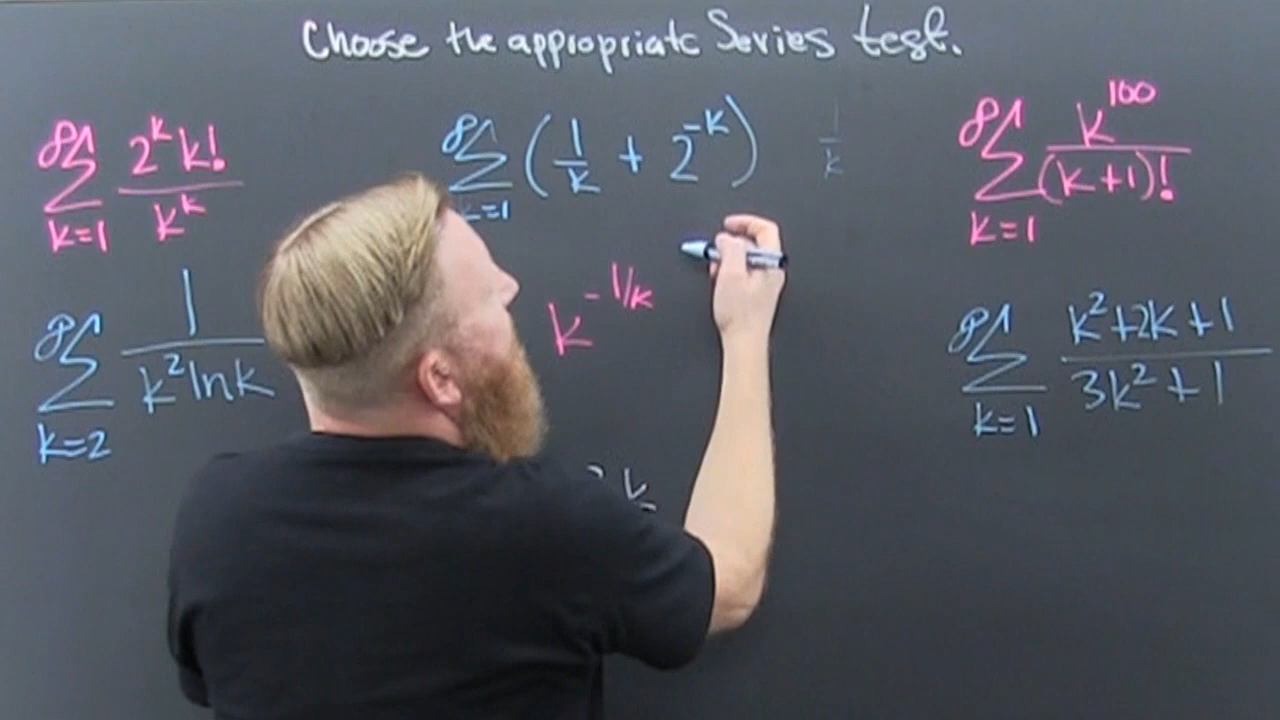 Choose the appropriate Series test.
∞∑k=1 2^k k! / k^k
∞∑k=1 (1/k + 2^-k) 1/k
∞∑k=1 k^100 / (k+1)!
∞∑k=2 1 / k^2 ln k
k^-1/k
∞∑k=1 k^2+2k+1 / 3k^2+1